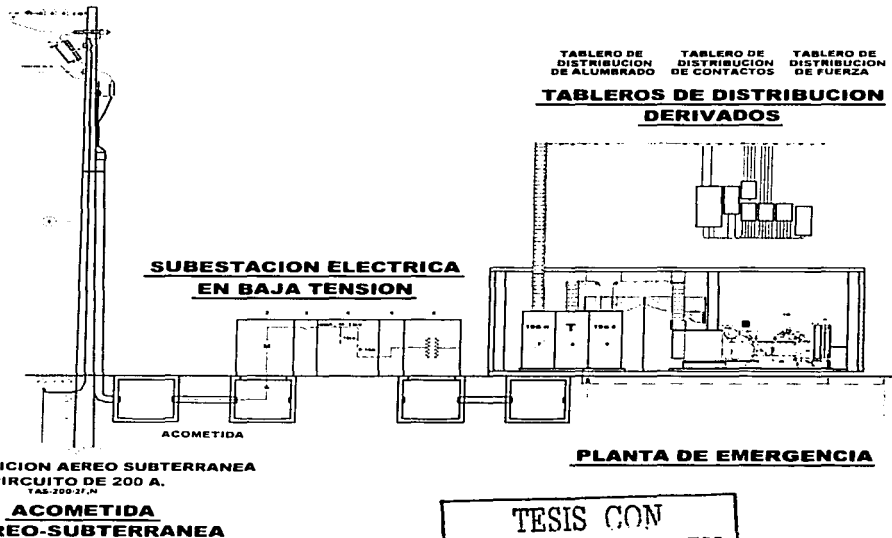 TABLERO DE DISTRIBUCION DE ALUMBRADO
TABLERO DE DISTRIBUCION DE CONTACTOS
TABLERO DE DISTRIBUCION DE FUERZA
TABLEROS DE DISTRIBUCION
DERIVADOS
SUBESTACION ELECTRICA
EN BAJA TENSION
M
T
ACOMETIDA
PLANTA DE EMERGENCIA
ICION AEREO SUBTERRANEA
IRCUITO DE 200 A.
ACOMETIDA
REO-SUBTERRANEA
TESIS CON